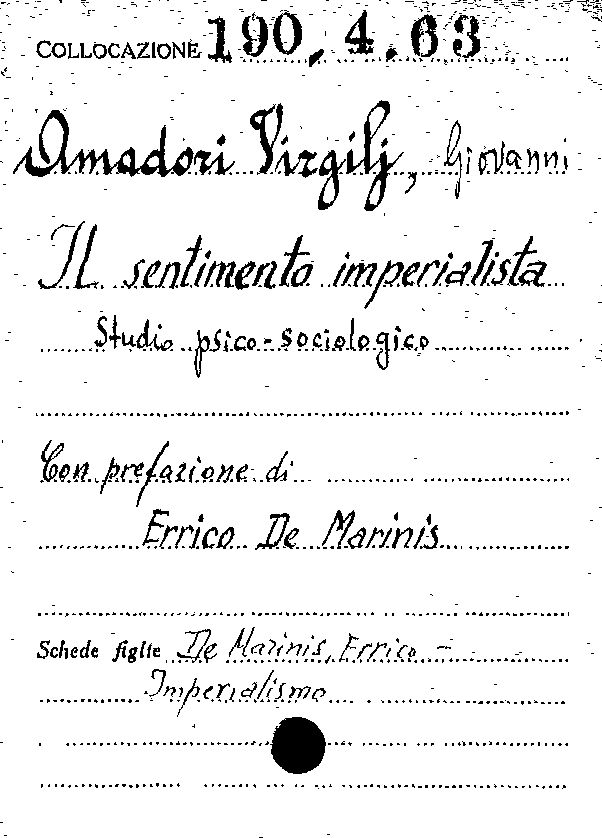 COLLOCAZIONE 190.4.63
Amadori Virgilj, Giovanni
Il sentimento imperialista
Studio psico-sociologico
Con prefazione di
Errico De Marinis
Schede figlie De Marinis, Errico -
Imperialismo